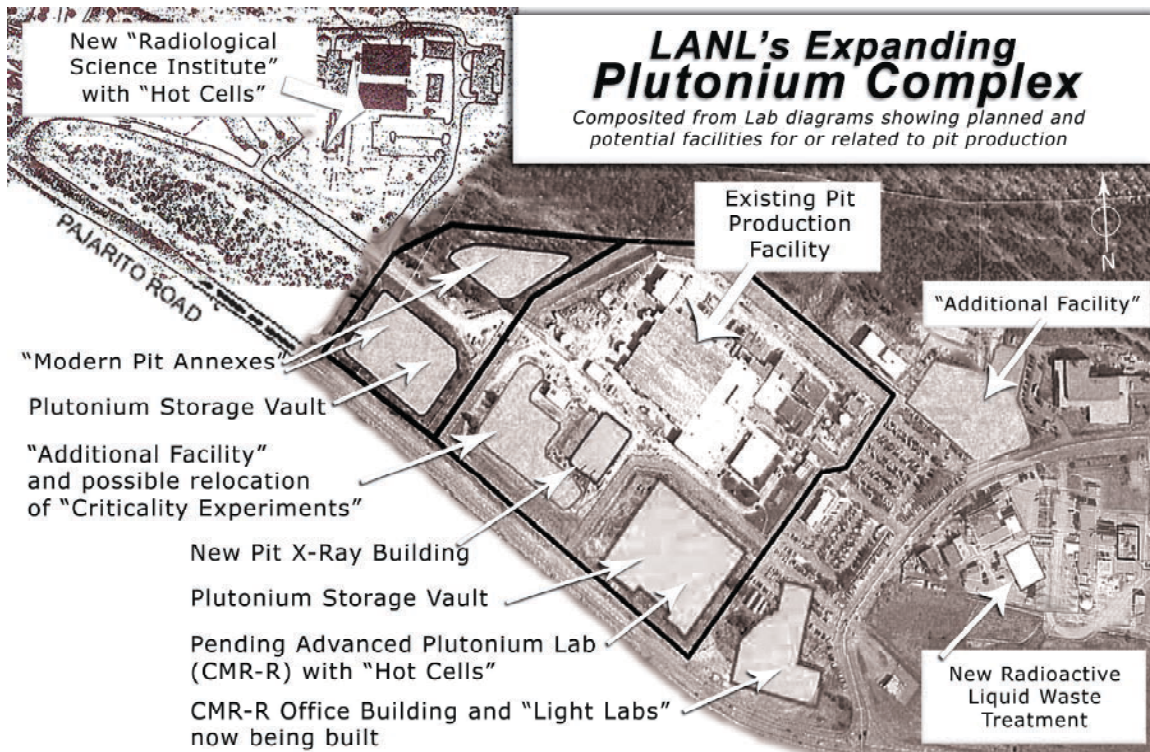 New “Radiological
Science Institute”
with “Hot Cells”
LANL’s Expanding
Plutonium Complex
Composited from Lab diagrams showing planned and
potential facilities for or related to pit production
Existing Pit
Production
Facility
N
PAJARITO ROAD
“Additional Facility”
“Modern Pit Annexes”
Plutonium Storage Vault
“Additional Facility”
and possible relocation
of “Criticality Experiments”
New Pit X-Ray Building
Plutonium Storage Vault
Pending Advanced Plutonium Lab
(CMR-R) with “Hot Cells”
CMR-R Office Building and “Light Labs”
now being built
New Radioactive
Liquid Waste
Treatment